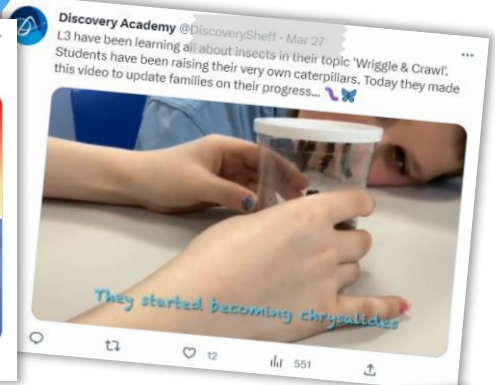 Discovery Academy @DiscoverySheff · Mar 27
L3 have been learning all about insects in their topic 'Wriggle & Crawl'.
Students have been raising their very own caterpillars. Today they made
this video to update families on their progress...
They started becoming chrysalides
12
551